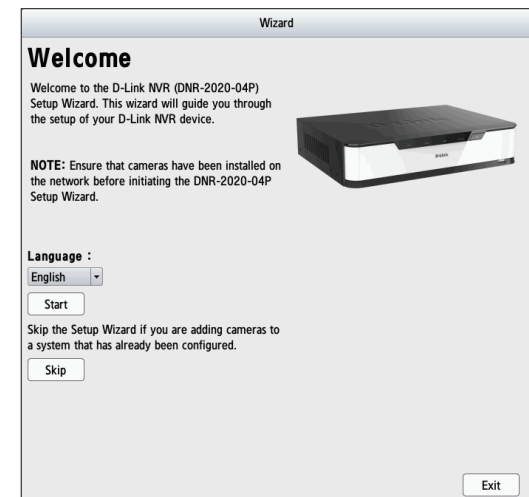 Wizard
Welcome
Welcome to the D-Link NVR (DNR-2020-04P)
Setup Wizard. This wizard will guide you through
the setup of your D-Link NVR device.
NOTE: Ensure that cameras have been installed on
the network before initiating the DNR-2020-04P
Setup Wizard.
Language :
English
Start
Skip the Setup Wizard if you are adding cameras to
a system that has already been configured.
Skip
Exit